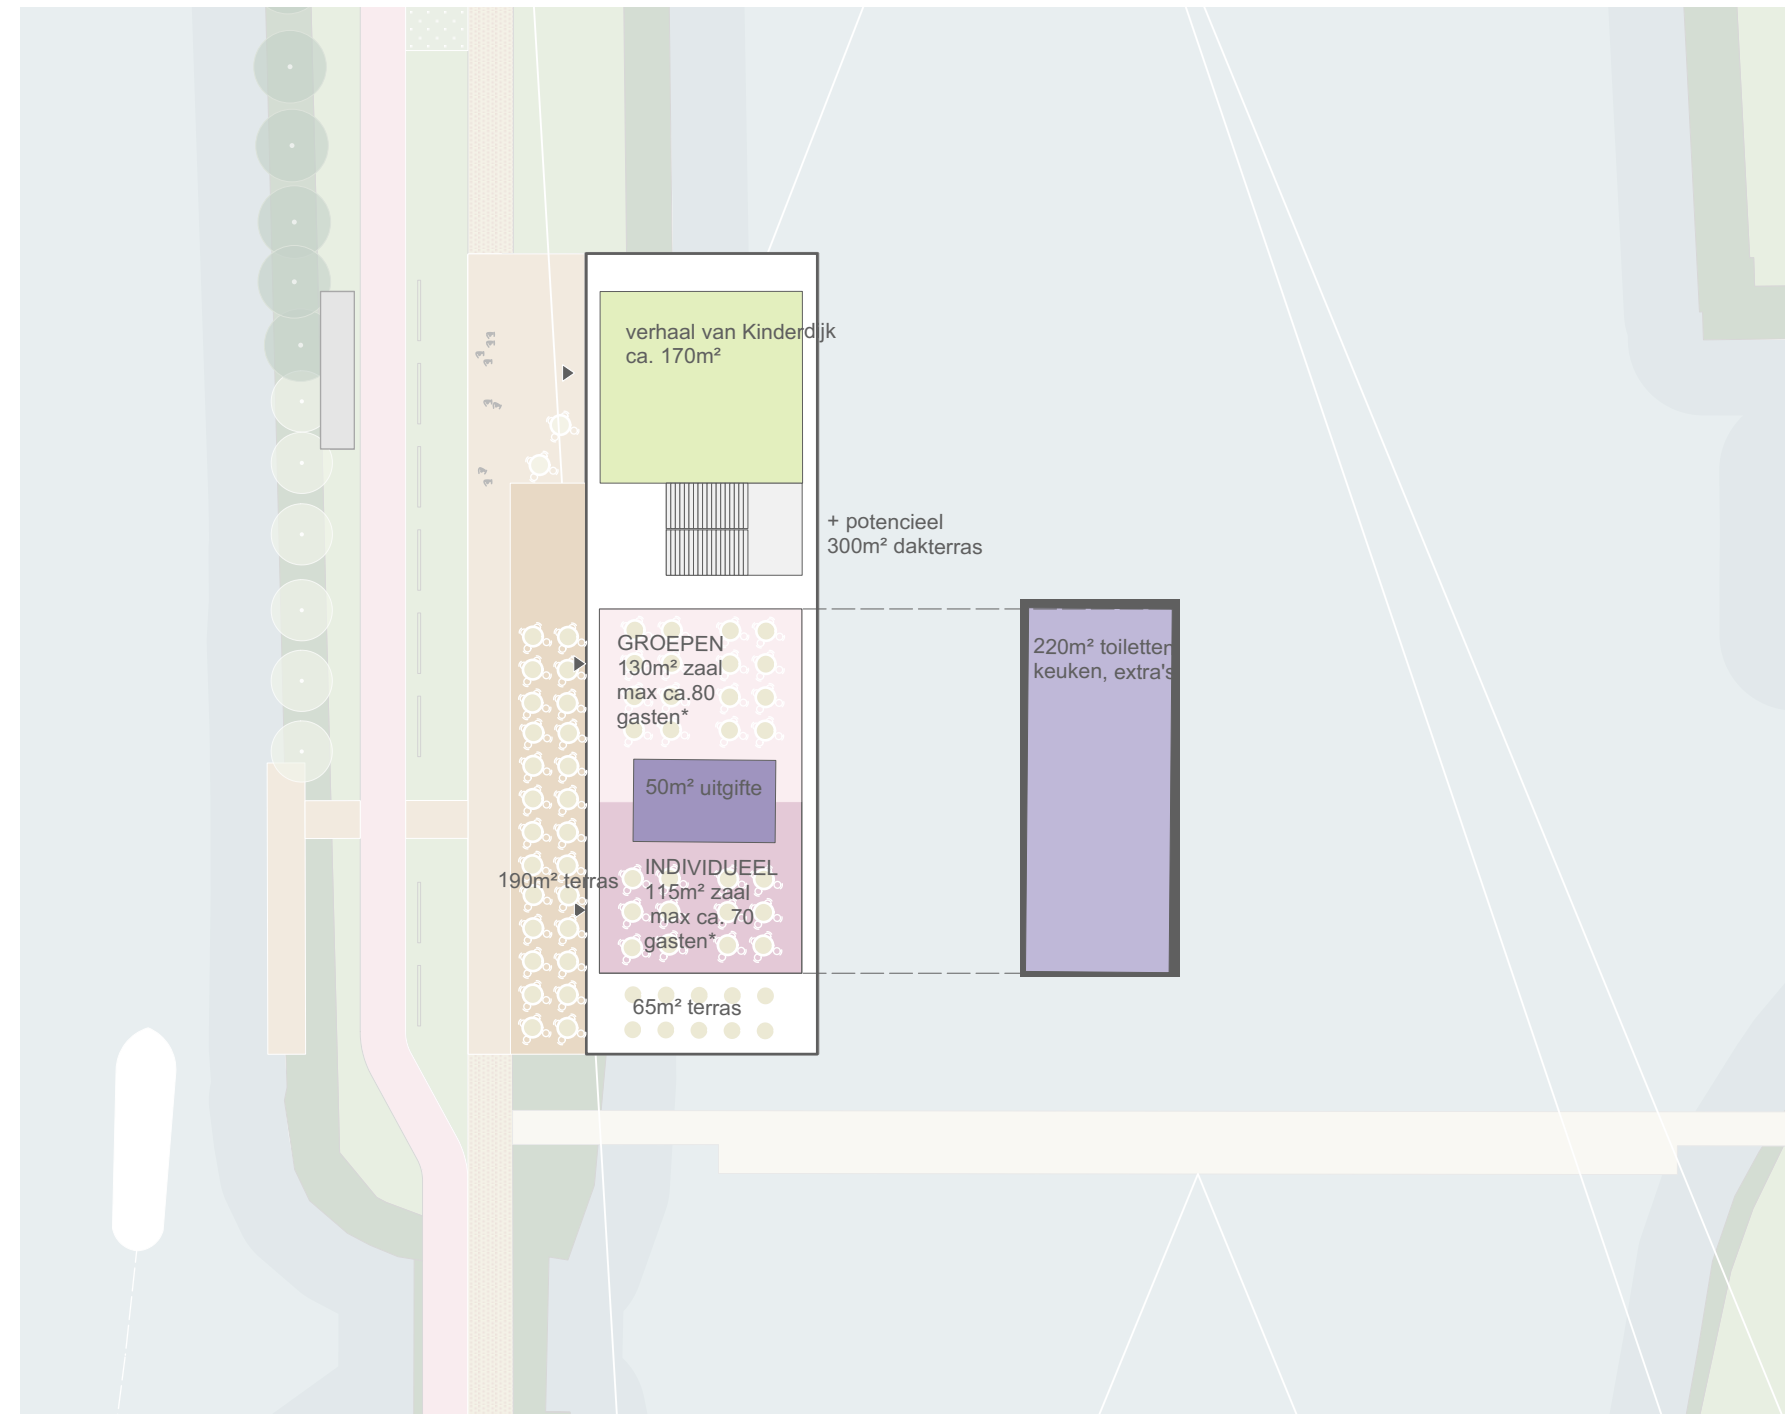 verhaal van Kinderdijk
ca. 170m²
+ potencieel
300m² dakterras
GROEPEN
130m² zaal
max ca.80
gasten*
220m² toiletten
keuken, extra's
50m² uitgifte
INDIVIDUEEL
115m² zaal
max ca. 70
gasten*
190m² terras
65m² terras